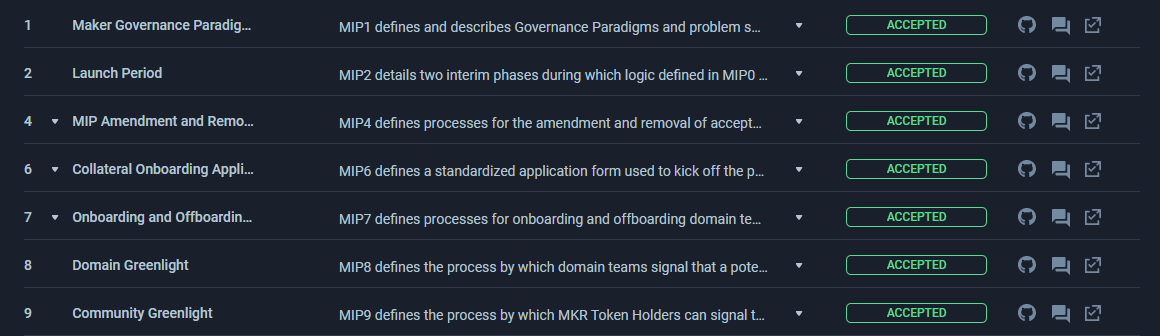 1 Maker Governance Paradig... MIP1 defines and describes Governance Paradigms and problem s... ACCEPTED
2 Launch Period MIP2 details two interim phases during which logic defined in MIP0 ... ACCEPTED
4 MIP Amendment and Remo... MIP4 defines processes for the amendment and removal of accept... ACCEPTED
6 Collateral Onboarding Appli... MIP6 defines a standardized application form used to kick off the p... ACCEPTED
7 Onboarding and Offboardin... MIP7 defines processes for onboarding and offboarding domain te... ACCEPTED
8 Domain Greenlight MIP8 defines the process by which domain teams signal that a pote... ACCEPTED
9 Community Greenlight MIP9 defines the process by which MKR Token Holders can signal t... ACCEPTED